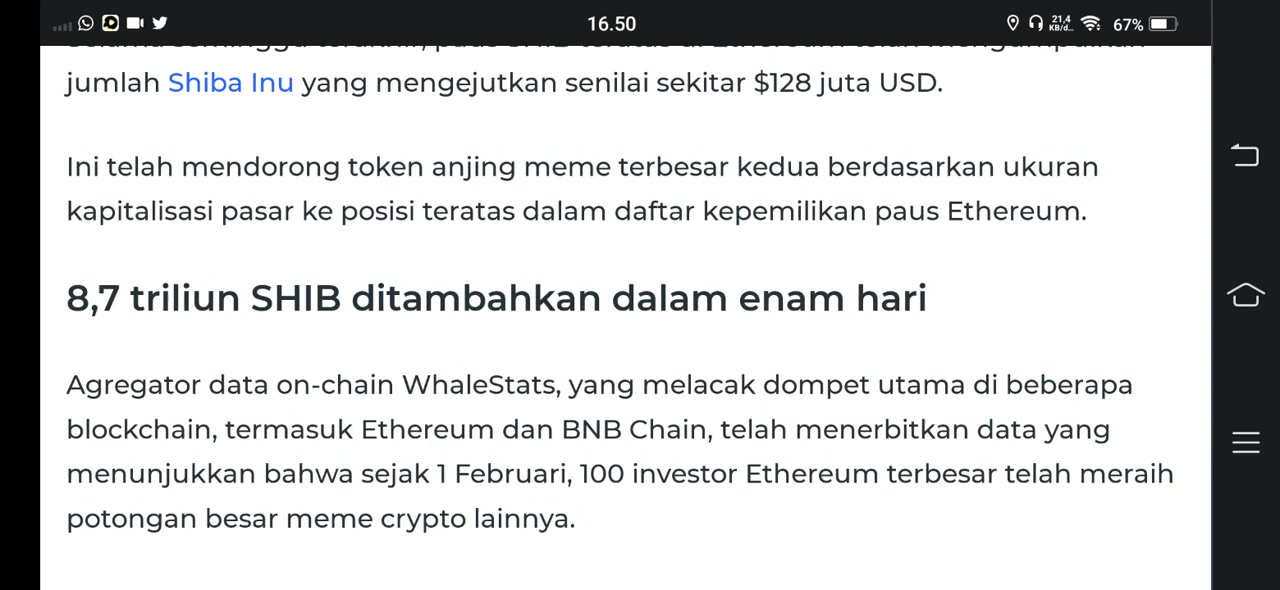 16.50
21,4
KB/d...
67%
jumlah Shiba Inu yang mengejutkan senilai sekitar $128 juta USD.
Ini telah mendorong token anjing meme terbesar kedua berdasarkan ukuran
kapitalisasi pasar ke posisi teratas dalam daftar kepemilikan paus Ethereum.
8,7 triliun SHIB ditambahkan dalam enam hari
Agregator data on-chain WhaleStats, yang melacak dompet utama di beberapa
blockchain, termasuk Ethereum dan BNB Chain, telah menerbitkan data yang
menunjukkan bahwa sejak 1 Februari, 100 investor Ethereum terbesar telah meraih
potongan besar meme crypto lainnya.